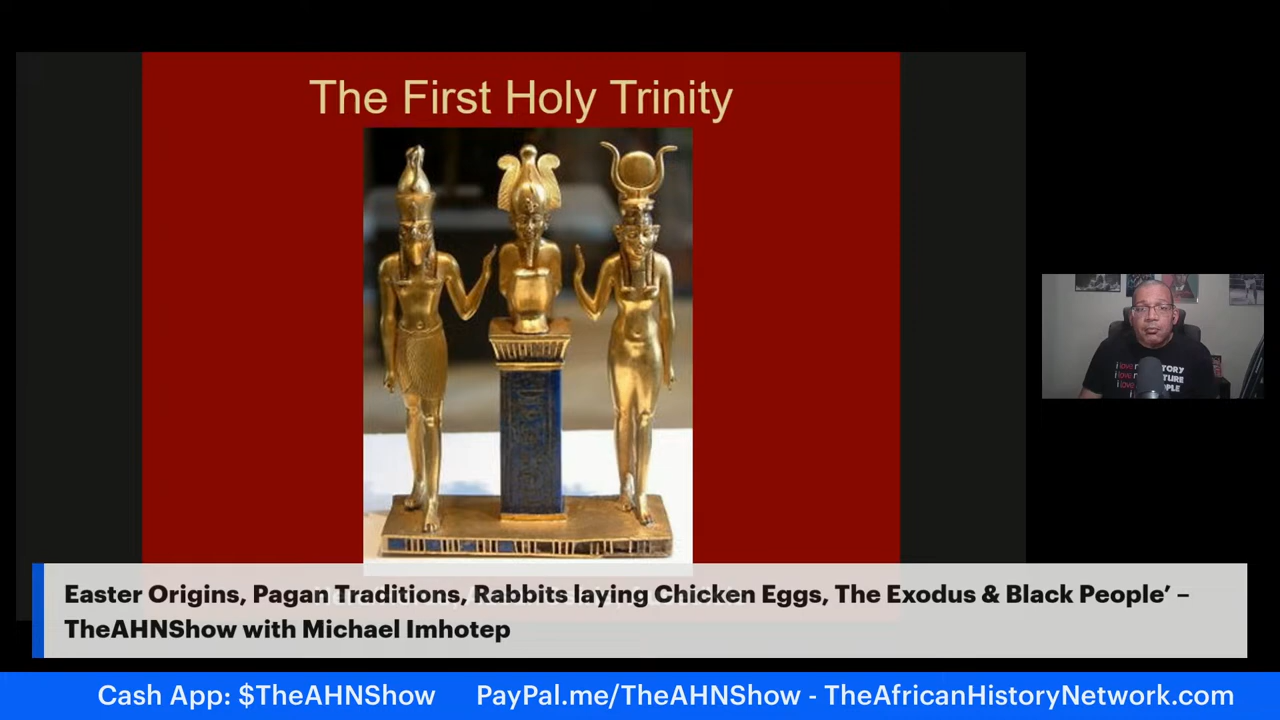 The First Holy Trinity
Easter Origins, Pagan Traditions, Rabbits laying Chicken Eggs, The Exodus & Black People’ –
TheAHNShow with Michael Imhotep
Cash App: $TheAHNShow PayPal.me/TheAHNShow - TheAfricanHistoryNetwork.com